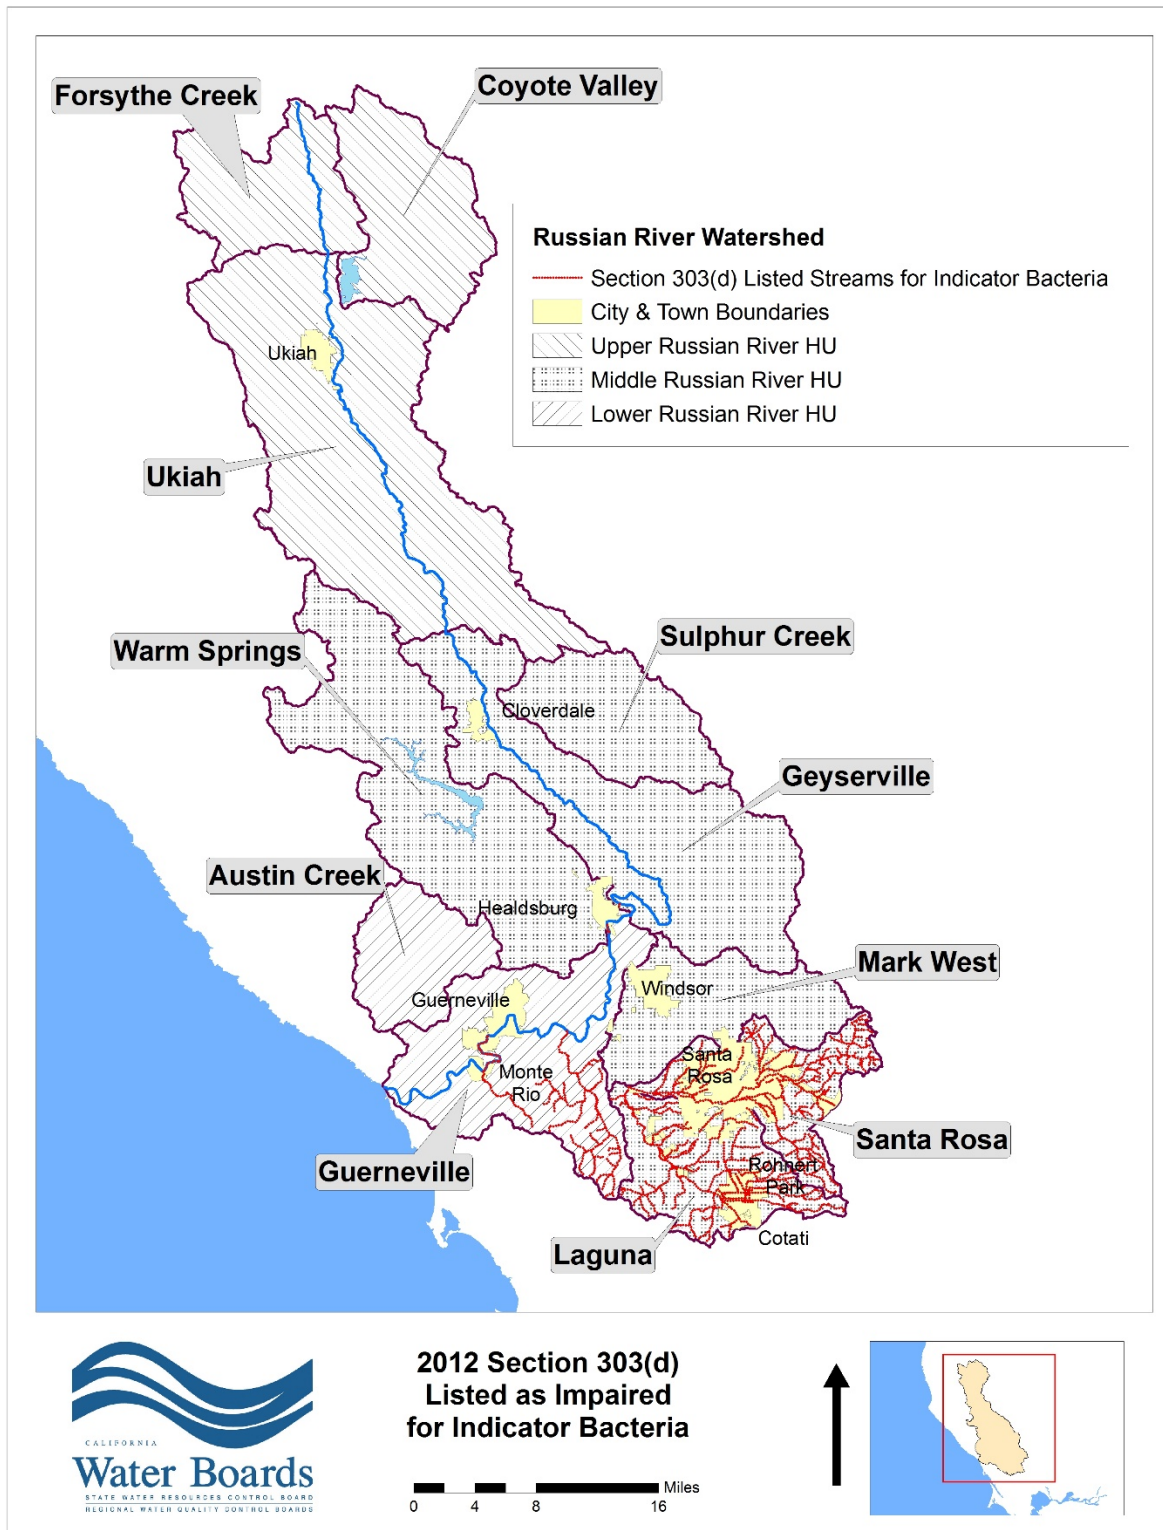 Forsythe Creek
Coyote Valley
Russian River Watershed
Section 303(d) Listed Streams for Indicator Bacteria
City & Town Boundaries
Upper Russian River HU
Middle Russian River HU
Lower Russian River HU
Ukiah
Ukiah
Warm Springs
Sulphur Creek
Cloverdale
Geyserville
Austin Creek
Healdsburg
Mark West
Windsor
Guerneville
Santa
Rosa
Monte
Rio
Santa Rosa
Guerneville
Rohnert
Park
Cotati
Laguna
2012 Section 303(d)
Listed as Impaired
for Indicator Bacteria
CALIFORNIA
Water Boards
STATE WATER RESOURCES CONTROL BOARD
REGIONAL WATER QUALITY CONTROL BOARDS
Miles
0 2 4 8 16